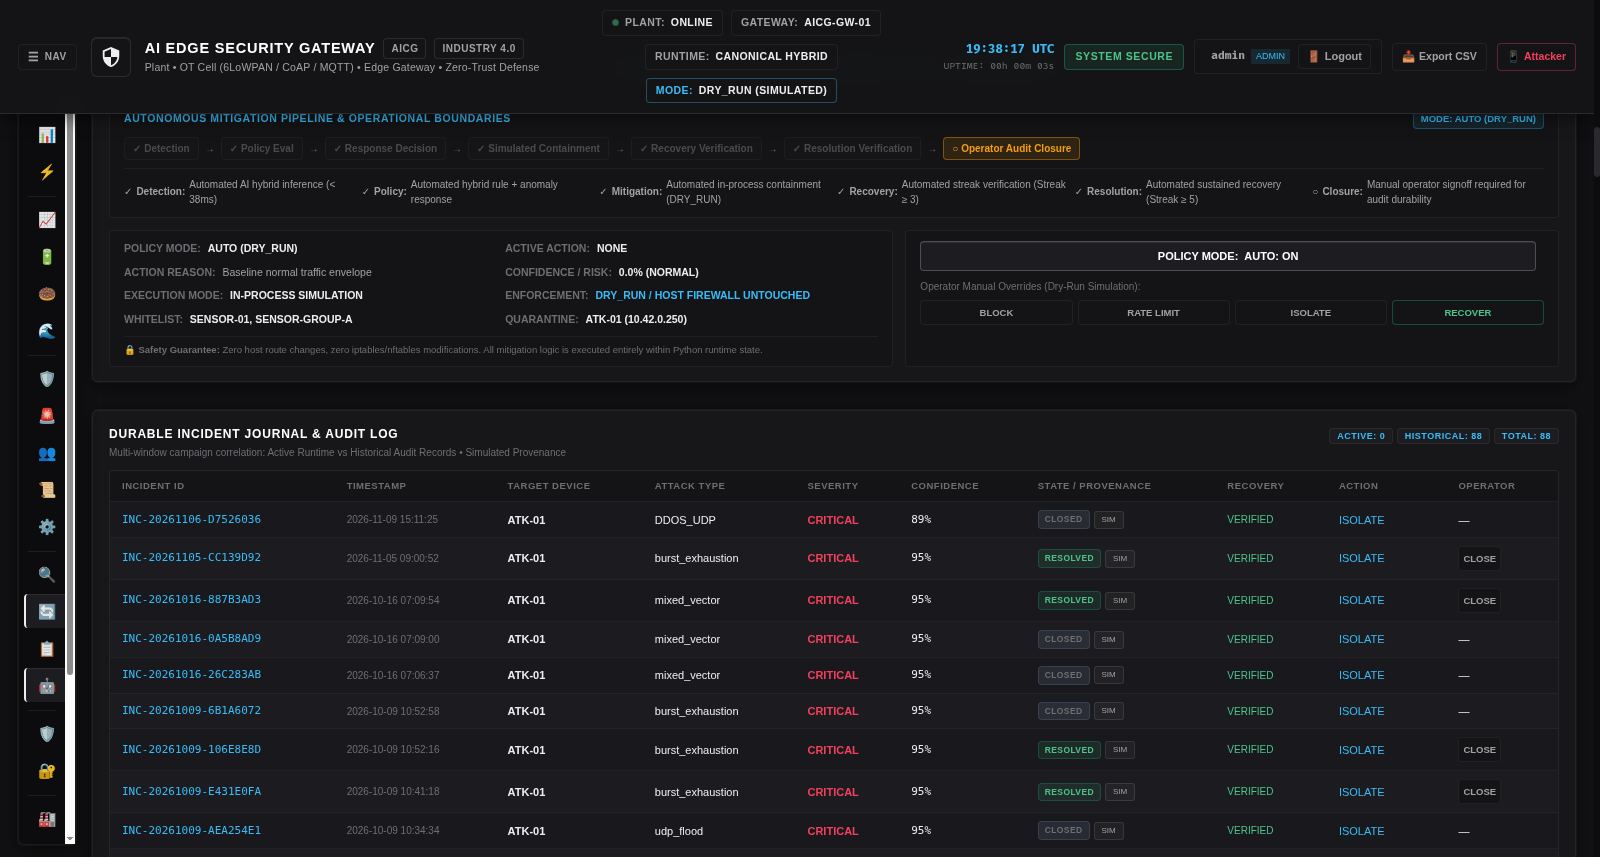 PLANT: ONLINE GATEWAY: AICG-GW-01
☰ NAV AI EDGE SECURITY GATEWAY AICG INDUSTRY 4.0
Plant • OT Cell (6LoWPAN / CoAP / MQTT) • Edge Gateway • Zero-Trust Defense
RUNTIME: CANONICAL HYBRID
MODE: DRY_RUN (SIMULATED)
19:38:17 UTC
UPTIME: 00h 00m 03s
SYSTEM SECURE admin ADMIN Logout Export CSV Attacker
AUTONOMOUS MITIGATION PIPELINE & OPERATIONAL BOUNDARIES MODE: AUTO (DRY_RUN)
✓ Detection → ✓ Policy Eval → ✓ Response Decision → ✓ Simulated Containment → ✓ Recovery Verification → ✓ Resolution Verification → ○ Operator Audit Closure
✓ Detection: Automated AI hybrid inference (< 38ms)
✓ Policy: Automated hybrid rule + anomaly response
✓ Mitigation: Automated in-process containment (DRY_RUN)
✓ Recovery: Automated streak verification (Streak ≥ 3)
✓ Resolution: Automated sustained recovery (Streak ≥ 5)
○ Closure: Manual operator signoff required for audit durability
POLICY MODE: AUTO (DRY_RUN) ACTIVE ACTION: NONE
ACTION REASON: Baseline normal traffic envelope CONFIDENCE / RISK: 0.0% (NORMAL)
EXECUTION MODE: IN-PROCESS SIMULATION ENFORCEMENT: DRY_RUN / HOST FIREWALL UNTOUCHED
WHITELIST: SENSOR-01, SENSOR-GROUP-A QUARANTINE: ATK-01 (10.42.0.250)
🔒 Safety Guarantee: Zero host route changes, zero iptables/nftables modifications. All mitigation logic is executed entirely within Python runtime state.
POLICY MODE: AUTO: ON
Operator Manual Overrides (Dry-Run Simulation):
BLOCK RATE LIMIT ISOLATE RECOVER
DURABLE INCIDENT JOURNAL & AUDIT LOG ACTIVE: 0 HISTORICAL: 88 TOTAL: 88
Multi-window campaign correlation: Active Runtime vs Historical Audit Records • Simulated Provenance
INCIDENT ID TIMESTAMP TARGET DEVICE ATTACK TYPE SEVERITY CONFIDENCE STATE / PROVENANCE RECOVERY ACTION OPERATOR
INC-20261106-D7526036 2026-11-09 15:11:25 ATK-01 DDOS_UDP CRITICAL 89% CLOSED SIM VERIFIED ISOLATE —
INC-20261105-CC139D92 2026-11-05 09:00:52 ATK-01 burst_exhaustion CRITICAL 95% RESOLVED SIM VERIFIED ISOLATE CLOSE
INC-20261016-887B3AD3 2026-10-16 07:09:54 ATK-01 mixed_vector CRITICAL 95% RESOLVED SIM VERIFIED ISOLATE CLOSE
INC-20261016-0A5B8AD9 2026-10-16 07:09:00 ATK-01 mixed_vector CRITICAL 95% CLOSED SIM VERIFIED ISOLATE —
INC-20261016-26C283AB 2026-10-16 07:06:37 ATK-01 mixed_vector CRITICAL 95% CLOSED SIM VERIFIED ISOLATE —
INC-20261009-6B1A6072 2026-10-09 10:52:58 ATK-01 burst_exhaustion CRITICAL 95% CLOSED SIM VERIFIED ISOLATE —
INC-20261009-106E8E8D 2026-10-09 10:52:16 ATK-01 burst_exhaustion CRITICAL 95% RESOLVED SIM VERIFIED ISOLATE CLOSE
INC-20261009-E431E0FA 2026-10-09 10:41:18 ATK-01 burst_exhaustion CRITICAL 95% RESOLVED SIM VERIFIED ISOLATE CLOSE
INC-20261009-AEA254E1 2026-10-09 10:34:34 ATK-01 udp_flood CRITICAL 95% CLOSED SIM VERIFIED ISOLATE —